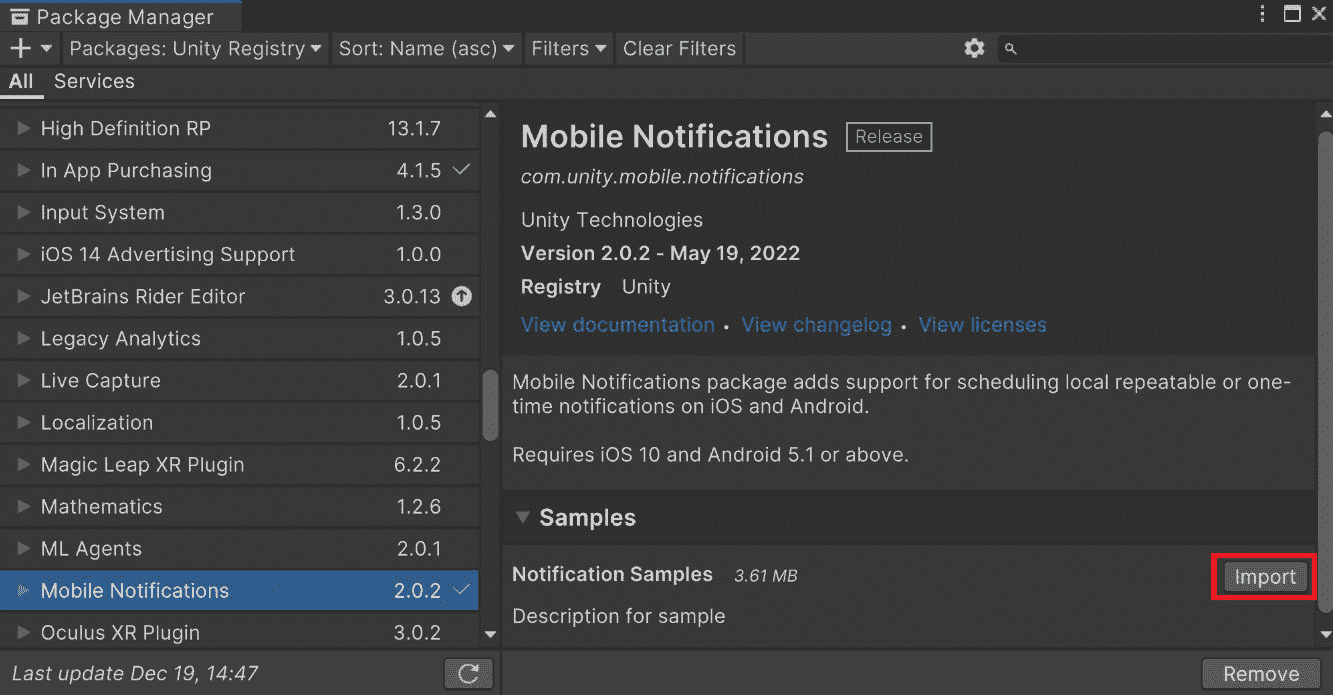 Package Manager
Packages: Unity Registry Sort: Name (asc) Filters Clear Filters
All Services
High Definition RP 13.1.7
In App Purchasing 4.1.5
Input System 1.3.0
iOS 14 Advertising Support 1.0.0
JetBrains Rider Editor 3.0.13
Legacy Analytics 1.0.5
Live Capture 2.0.1
Localization 1.0.5
Magic Leap XR Plugin 6.2.2
Mathematics 1.2.6
ML Agents 2.0.1
Mobile Notifications 2.0.2
Oculus XR Plugin 3.0.2
Last update Dec 19, 14:47
Mobile Notifications Release
com.unity.mobile.notifications
Unity Technologies
Version 2.0.2 - May 19, 2022
Registry Unity
View documentation • View changelog • View licenses
Mobile Notifications package adds support for scheduling local repeatable or one-
time notifications on iOS and Android.
Requires iOS 10 and Android 5.1 or above.
Samples
Notification Samples 3.61 MB Import
Description for sample
Remove